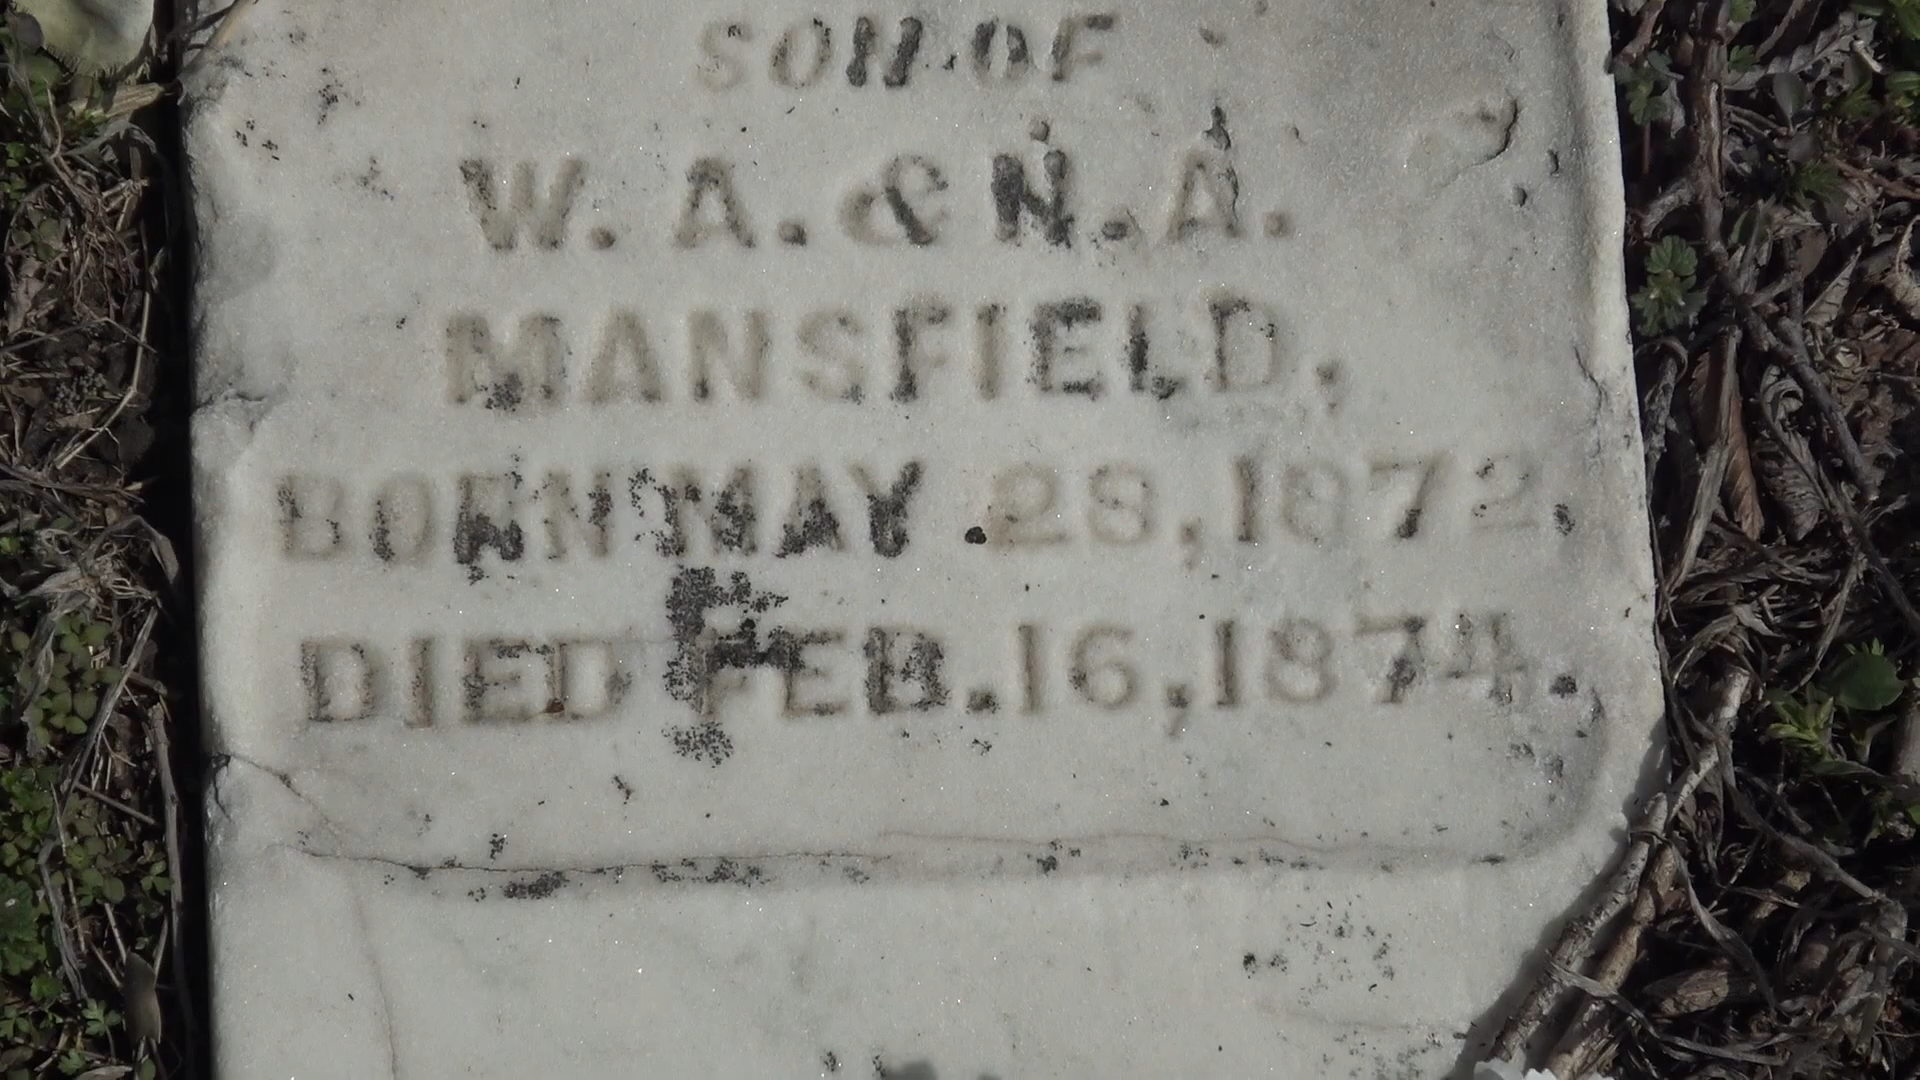 SON OF
W. A. & N. A.
MANSFIELD.
BORN MAY 28, 1872.
DIED FEB. 16, 1874.